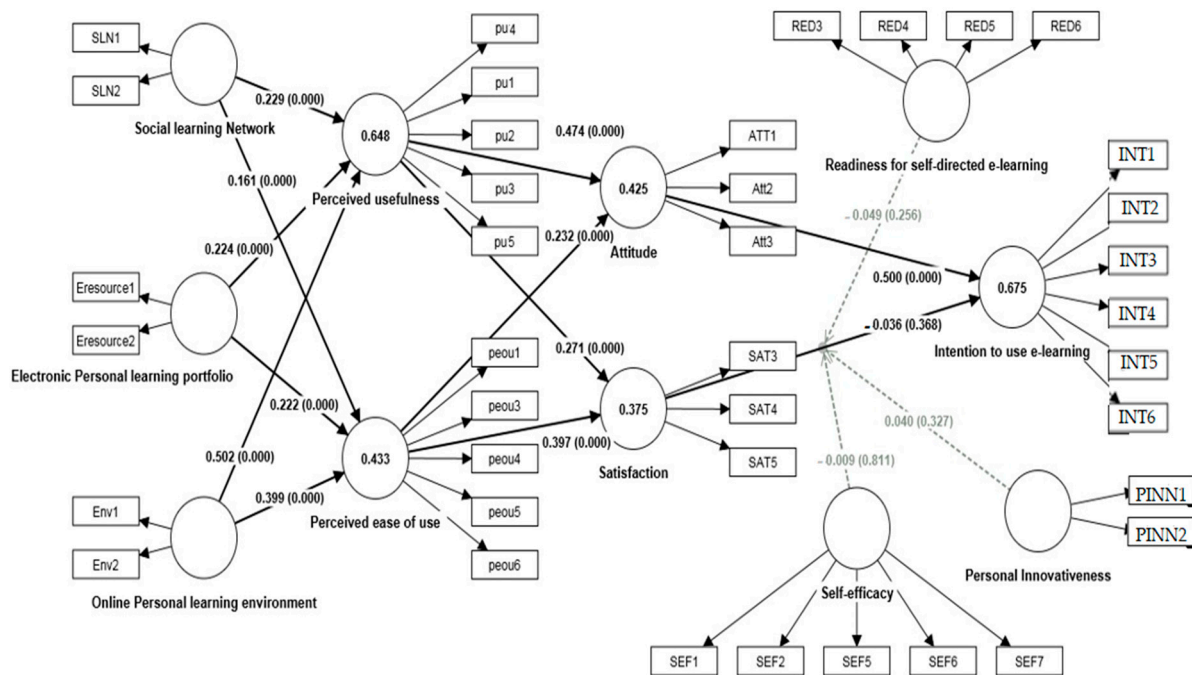 SLN1
SLN2
Social learning Network
Eresource1
Eresource2
Electronic Personal learning portfolio
Env1
Env2
Online Personal learning environment
0.229 (0.000)
0.161 (0.000)
0.224 (0.000)
0.222 (0.000)
0.502 (0.000)
0.399 (0.000)
0.648
Perceived usefulness
pu4
pu1
pu2
pu3
pu5
0.433
Perceived ease of use
peou1
peou3
peou4
peou5
peou6
0.474 (0.000)
0.232 (0.000)
0.271 (0.000)
0.397 (0.000)
0.425
Attitude
ATT1
Att2
Att3
0.375
Satisfaction
SAT3
SAT4
SAT5
RED3 RED4 RED5 RED6
Readiness for self-directed e-learning
- 0.049 (0.256)
0.500 (0.000)
- 0.036 (0.368)
0.675
Intention to use e-learning
INT1
INT2
INT3
INT4
INT5
INT6
0.040 (0.327)
- 0.009 (0.811)
PINN1
PINN2
Personal Innovativeness
Self-efficacy
SEF1 SEF2 SEF5 SEF6 SEF7